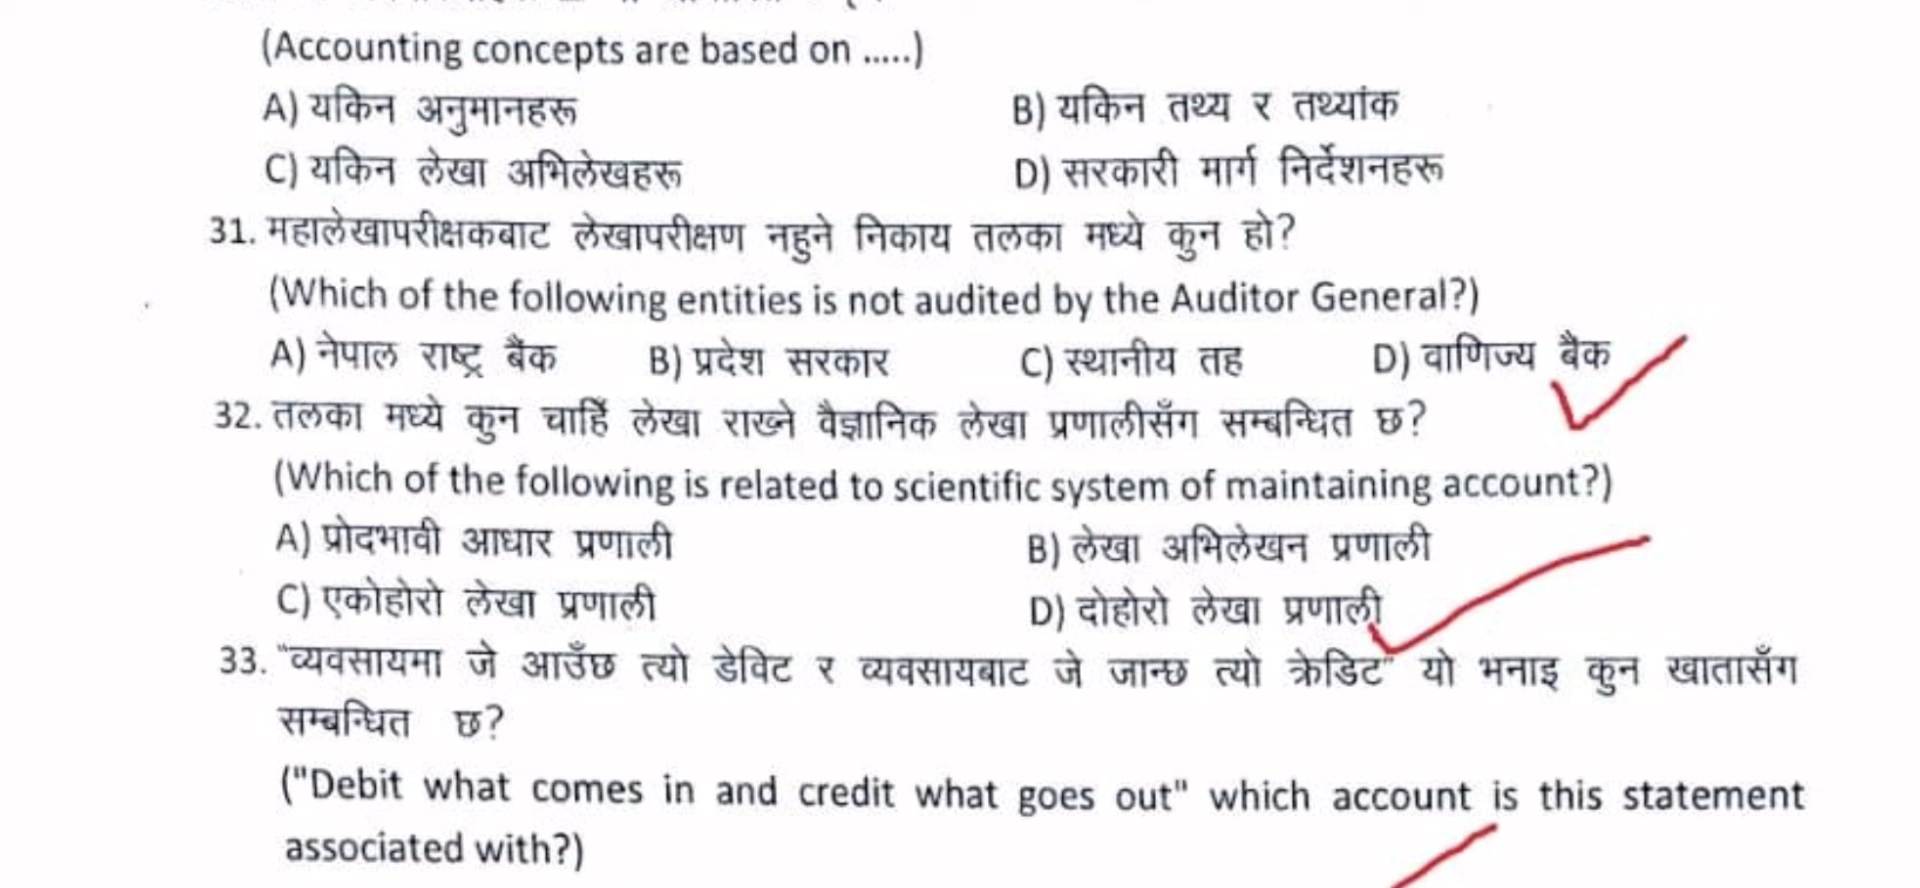 (Accounting concepts are based on .....)
A) यकिन अनुमानहरू B) यकिन तथ्य र तथ्यांक
C) यकिन लेखा अभिलेखहरू D) सरकारी मार्ग निर्देशनहरू
31. महालेखापरीक्षकबाट लेखापरीक्षण नहुने निकाय तलका मध्ये कुन हो?
(Which of the following entities is not audited by the Auditor General?)
A) नेपाल राष्ट्र बैंक B) प्रदेश सरकार C) स्थानीय तह D) वाणिज्य बैंक
32. तलका मध्ये कुन चाहिँ लेखा राख्ने वैज्ञानिक लेखा प्रणालीसँग सम्बन्धित छ?
(Which of the following is related to scientific system of maintaining account?)
A) प्रोदभावी आधार प्रणाली B) लेखा अभिलेखन प्रणाली
C) एकोहोरो लेखा प्रणाली D) दोहोरो लेखा प्रणाली
33. "व्यवसायमा जे आउँछ त्यो डेविट र व्यवसायबाट जे जान्छ त्यो क्रेडिट" यो भनाइ कुन खातासँग
सम्बन्धित छ?
("Debit what comes in and credit what goes out" which account is this statement
associated with?)